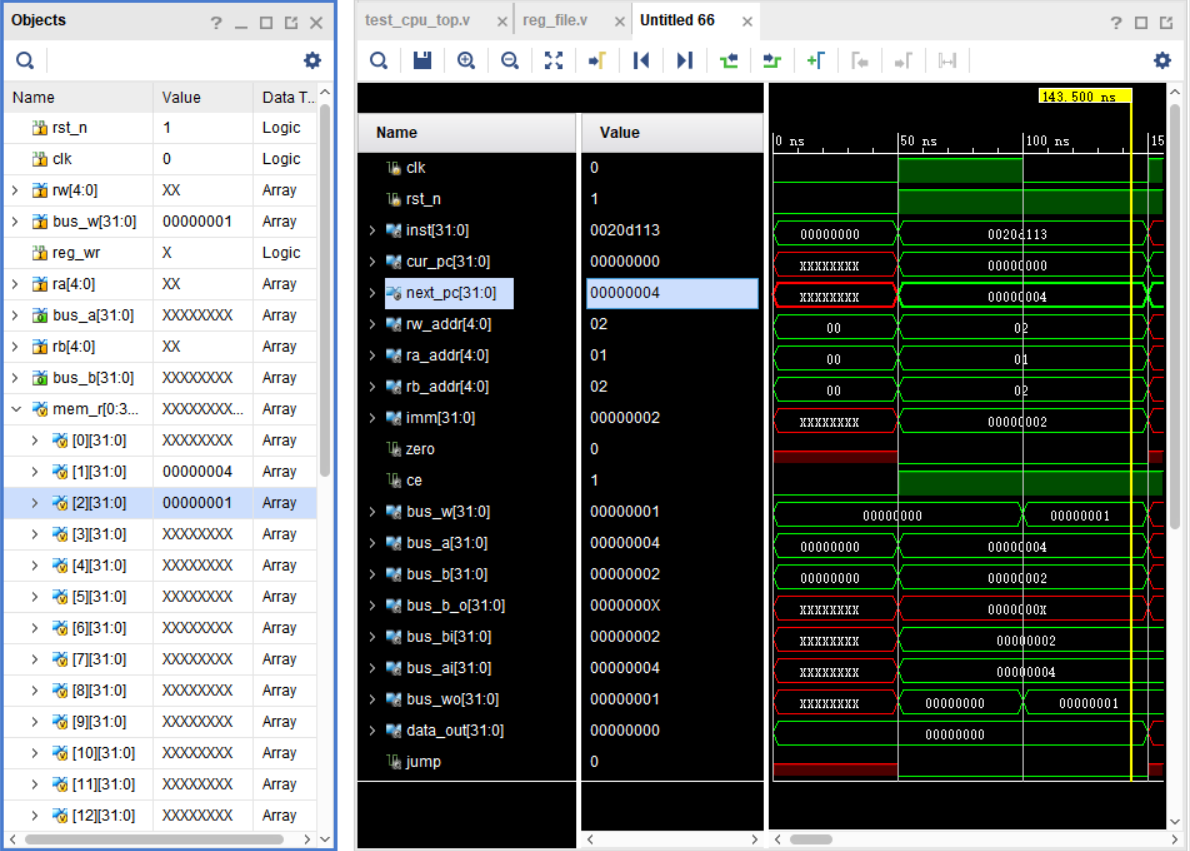 Objects
?
Name Value Data T...
rst_n 1 Logic
clk 0 Logic
rw[4:0] XX Array
bus_w[31:0] 00000001 Array
reg_wr X Logic
ra[4:0] XX Array
bus_a[31:0] XXXXXXXX Array
rb[4:0] XX Array
bus_b[31:0] XXXXXXXX Array
mem_r[0:3... XXXXXXXX... Array
[0][31:0] XXXXXXXX Array
[1][31:0] 00000004 Array
[2][31:0] 00000001 Array
[3][31:0] XXXXXXXX Array
[4][31:0] XXXXXXXX Array
[5][31:0] XXXXXXXX Array
[6][31:0] XXXXXXXX Array
[7][31:0] XXXXXXXX Array
[8][31:0] XXXXXXXX Array
[9][31:0] XXXXXXXX Array
[10][31:0] XXXXXXXX Array
[11][31:0] XXXXXXXX Array
[12][31:0] XXXXXXXX Array
test_cpu_top.v reg_file.v Untitled 66
?
143.500 ns
Name Value
0 ns 50 ns 100 ns 15
clk 0
rst_n 1
inst[31:0] 0020d113 00000000 0020d113
cur_pc[31:0] 00000000 XXXXXXXX 00000000
next_pc[31:0] 00000004 XXXXXXXX 00000004
rw_addr[4:0] 02 00 02
ra_addr[4:0] 01 00 01
rb_addr[4:0] 02 00 02
imm[31:0] 00000002 XXXXXXXX 00000002
zero 0
ce 1
bus_w[31:0] 00000001 00000000 00000001
bus_a[31:0] 00000004 00000000 00000004
bus_b[31:0] 00000002 00000000 00000002
bus_b_o[31:0] 0000000X XXXXXXXX 0000000X
bus_bi[31:0] 00000002 XXXXXXXX 00000002
bus_ai[31:0] 00000004 XXXXXXXX 00000004
bus_wo[31:0] 00000001 XXXXXXXX 00000000 00000001
data_out[31:0] 00000000 00000000
jump 0